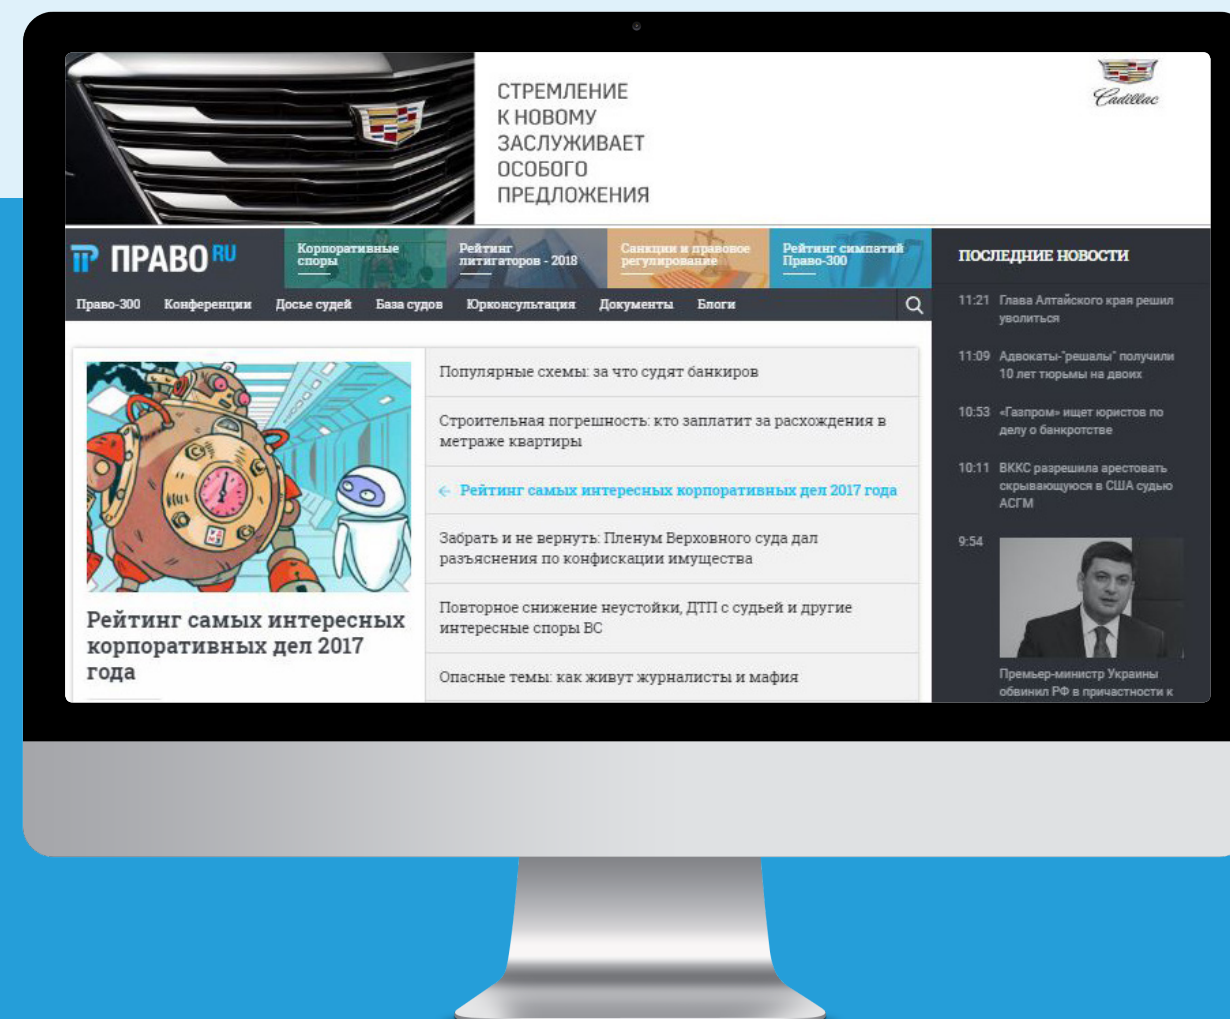 СТРЕМЛЕНИЕ
К НОВОМУ
ЗАСЛУЖИВАЕТ
ОСОБОГО
ПРЕДЛОЖЕНИЯ
Cadillac
ПРАВО RU
Корпоративные
споры
Рейтинг
литигаторов - 2018
Санкции и правовое
регулирование
Рейтинг симпатий
Право-300
Право-300 Конференции Досье судей База судов Юрконсультация Документы Блоги
Рейтинг самых интересных
корпоративных дел 2017
года
Популярные схемы: за что судят банкиров
Строительная погрешность: кто заплатит за расхождения в
метраже квартиры
← Рейтинг самых интересных корпоративных дел 2017 года
Забрать и не вернуть: Пленум Верховного суда дал
разъяснения по конфискации имущества
Повторное снижение неустойки, ДТП с судьей и другие
интересные споры ВС
Опасные темы: как живут журналисты и мафия
ПОСЛЕДНИЕ НОВОСТИ
11:21 Глава Алтайского края решил
уволиться
11:09 Адвокаты-"решалы" получили
10 лет тюрьмы на двоих
10:53 «Газпром» ищет юристов по
делу о банкротстве
10:11 ВККС разрешила арестовать
скрывающуюся в США судью
АСГМ
9:54
Премьер-министр Украины
обвинил РФ в причастности к